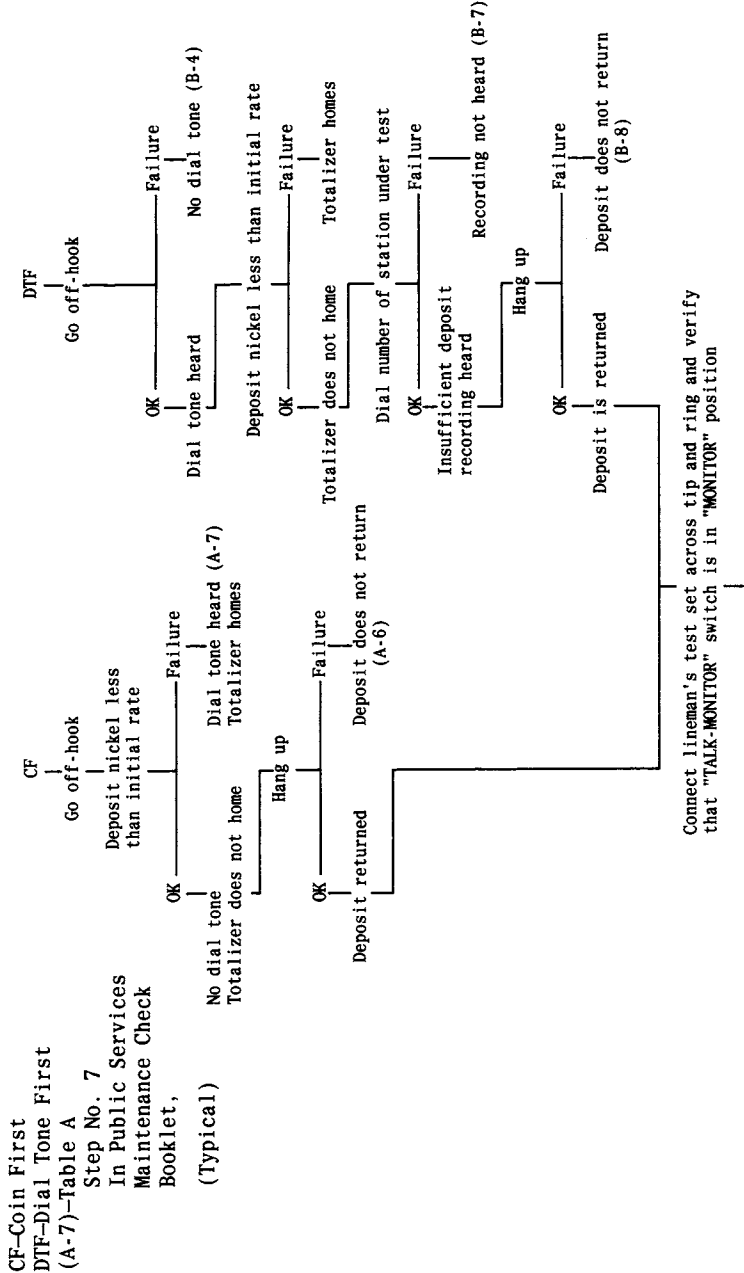 CF—Coin First
DTF—Dial Tone First
(A-7)—Table A
Step No. 7
In Public Services
Maintenance Check
Booklet,
(Typical)
CF
Go off-hook
Deposit nickel less
than initial rate
OK
Failure
No dial tone
Totalizer does not home
Dial tone heard (A-7)
Totalizer homes
Hang up
OK
Failure
Deposit returned
Deposit does not return
(A-6)
DTF
Go off-hook
OK
Failure
Dial tone heard
No dial tone (B-4)
Deposit nickel less than initial rate
OK
Failure
Totalizer does not home
Totalizer homes
Dial number of station under test
OK
Failure
Insufficient deposit
recording heard
Recording not heard (B-7)
Hang up
OK
Failure
Deposit is returned
Deposit does not return
(B-8)
Connect lineman's test set across tip and ring and verify
that "TALK-MONITOR" switch is in "MONITOR" position